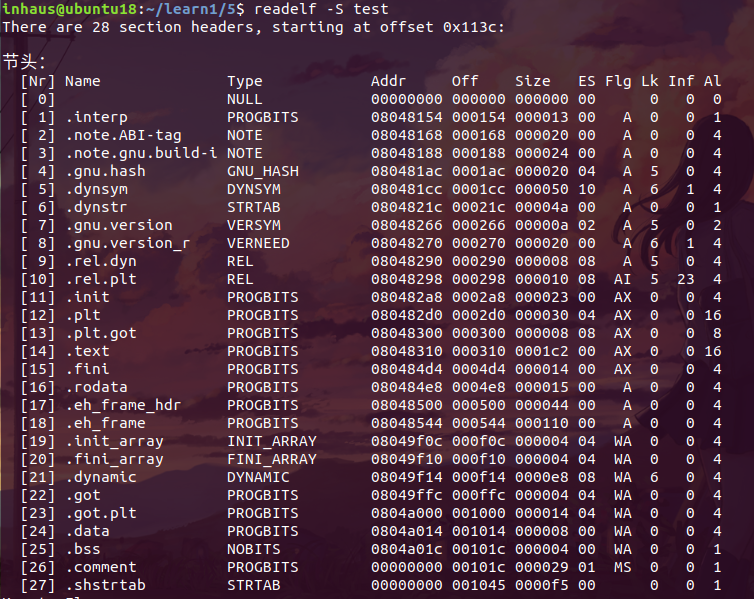 inhaus@ubuntu18:~/learn1/5$ readelf -S test
There are 28 section headers, starting at offset 0x113c:
节头：
[Nr] Name Type Addr Off Size ES Flg Lk Inf Al
[ 0] NULL 00000000 000000 000000 00 0 0 0
[ 1] .interp PROGBITS 08048154 000154 000013 00 A 0 0 1
[ 2] .note.ABI-tag NOTE 08048168 000168 000020 00 A 0 0 4
[ 3] .note.gnu.build-i NOTE 08048188 000188 000024 00 A 0 0 4
[ 4] .gnu.hash GNU_HASH 080481ac 0001ac 000020 04 A 5 0 4
[ 5] .dynsym DYNSYM 080481cc 0001cc 000050 10 A 6 1 4
[ 6] .dynstr STRTAB 0804821c 00021c 00004a 00 A 0 0 1
[ 7] .gnu.version VERSYM 08048266 000266 00000a 02 A 5 0 2
[ 8] .gnu.version_r VERNEED 08048270 000270 000020 00 A 6 1 4
[ 9] .rel.dyn REL 08048290 000290 000008 08 A 5 0 4
[10] .rel.plt REL 08048298 000298 000010 08 AI 5 23 4
[11] .init PROGBITS 080482a8 0002a8 000023 00 AX 0 0 4
[12] .plt PROGBITS 080482d0 0002d0 000030 04 AX 0 0 16
[13] .plt.got PROGBITS 08048300 000300 000008 08 AX 0 0 8
[14] .text PROGBITS 08048310 000310 0001c2 00 AX 0 0 16
[15] .fini PROGBITS 080484d4 0004d4 000014 00 AX 0 0 4
[16] .rodata PROGBITS 080484e8 0004e8 000015 00 A 0 0 4
[17] .eh_frame_hdr PROGBITS 08048500 000500 000044 00 A 0 0 4
[18] .eh_frame PROGBITS 08048544 000544 000110 00 A 0 0 4
[19] .init_array INIT_ARRAY 08049f0c 000f0c 000004 04 WA 0 0 4
[20] .fini_array FINI_ARRAY 08049f10 000f10 000004 04 WA 0 0 4
[21] .dynamic DYNAMIC 08049f14 000f14 0000e8 08 WA 6 0 4
[22] .got PROGBITS 08049ffc 000ffc 000004 04 WA 0 0 4
[23] .got.plt PROGBITS 0804a000 001000 000014 04 WA 0 0 4
[24] .data PROGBITS 0804a014 001014 000008 00 WA 0 0 4
[25] .bss NOBITS 0804a01c 00101c 000004 00 WA 0 0 1
[26] .comment PROGBITS 00000000 00101c 000029 01 MS 0 0 1
[27] .shstrtab STRTAB 00000000 001045 0000f5 00 0 0 1